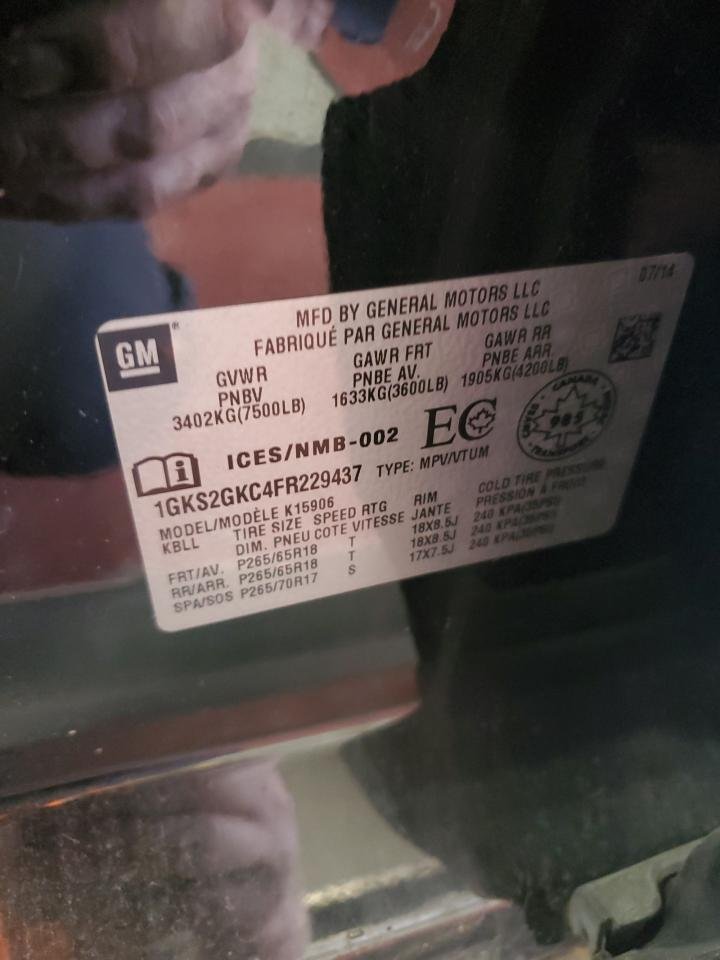 07/14
GM®
MFD BY GENERAL MOTORS LLC
FABRIQUÉ PAR GENERAL MOTORS LLC
GVWR GAWR FRT GAWR RR
PNBV PNBE AV. PNBE ARR.
3402KG(7500LB) 1633KG(3600LB) 1905KG(4200LB)
i ICES/NMB-002 EC CANADA 985 TRANSPORT
1GKS2GKC4FR229437 TYPE: MPV/VTUM
MODEL/MODÈLE K15906
KBLL TIRE SIZE SPEED RTG RIM COLD TIRE PRESSURE
DIM. PNEU COTE VITESSE JANTE PRESSION À FROID
FRT/AV. P265/65R18 T 18X8.5J 240 KPA(35PSI)
RR/ARR. P265/65R18 T 18X8.5J 240 KPA(35PSI)
SPA/SOS P265/70R17 S 17X7.5J 240 KPA(35PSI)